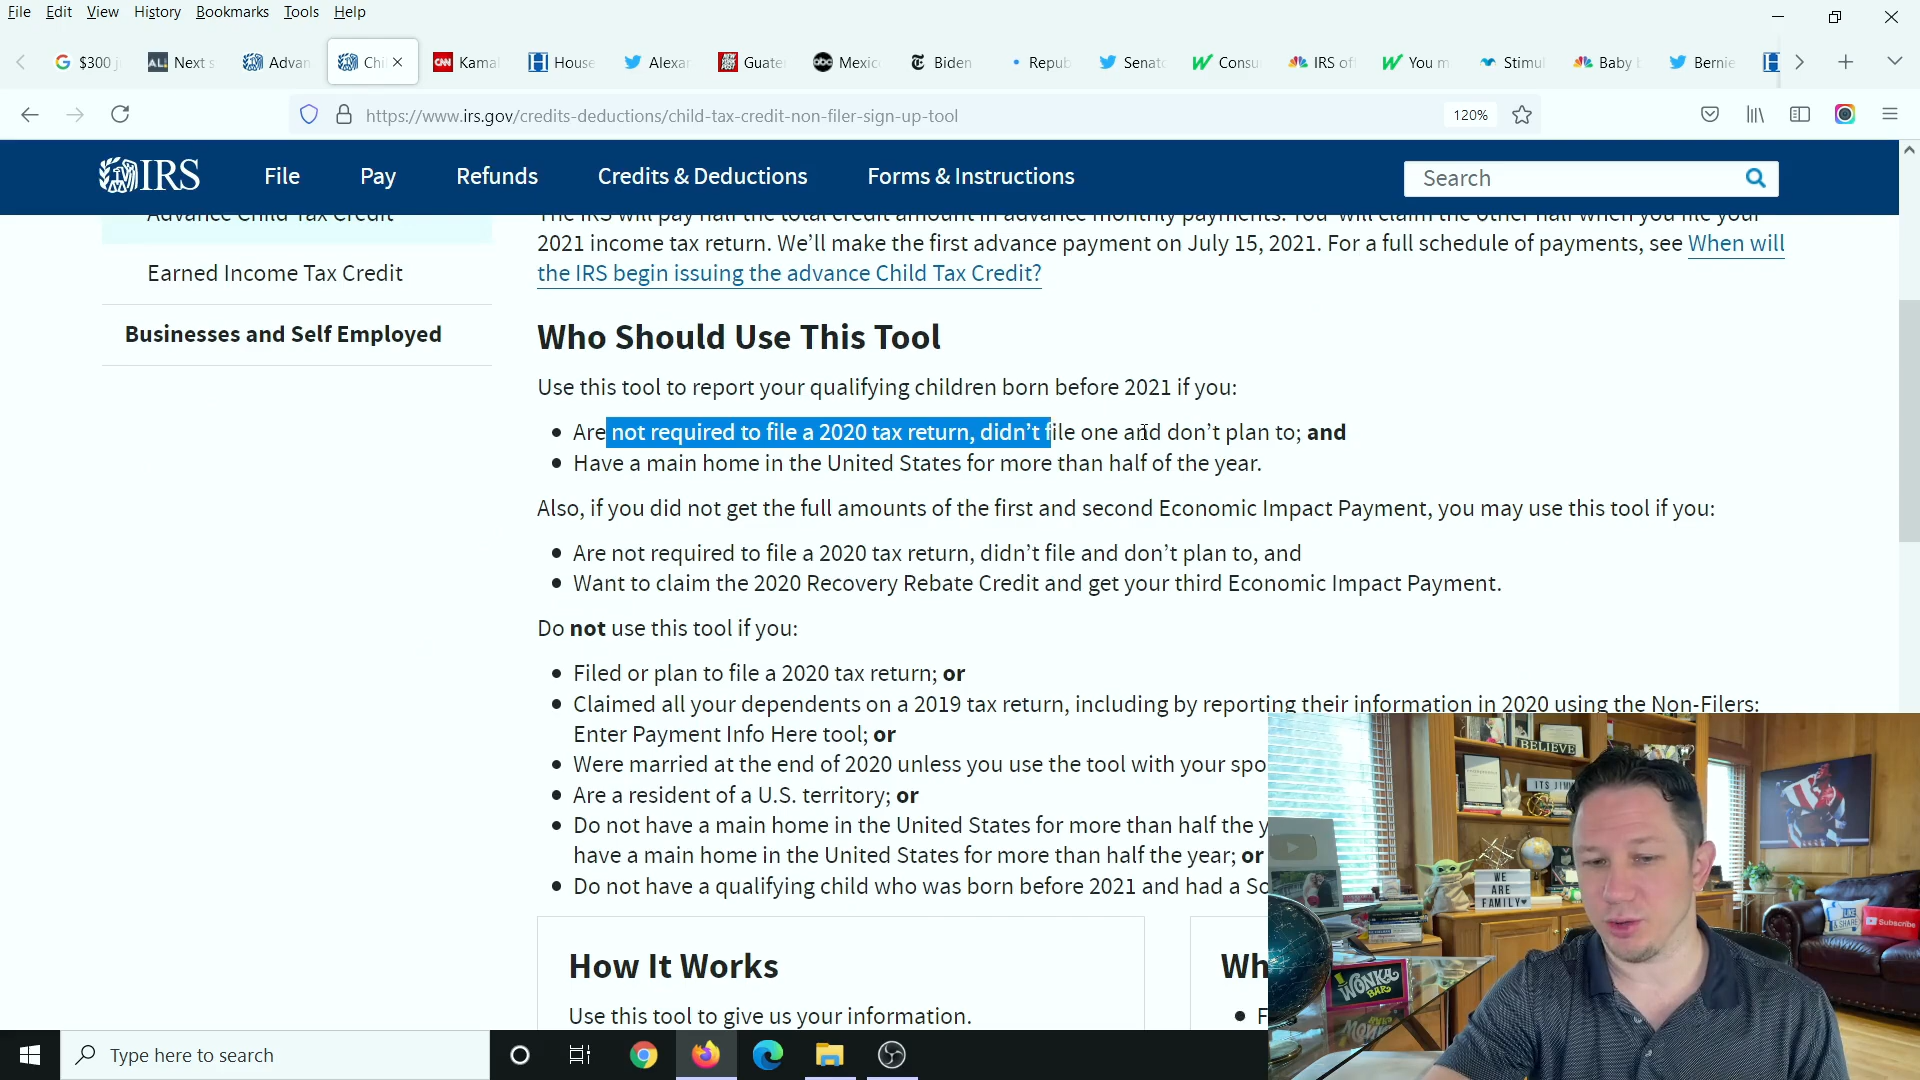 File Edit View History Bookmarks Tools Help
$300 Next Advan Chi Kama House Alexa Guate Mexic Biden Repub Senat Consu IRS of You m Stimul Baby Bernie
https://www.irs.gov/credits-deductions/child-tax-credit-non-filer-sign-up-tool 120%
IRS File Pay Refunds Credits & Deductions Forms & Instructions Search
Advance Child Tax Credit
Earned Income Tax Credit
Businesses and Self Employed
The IRS will pay half the total credit amount in advance monthly payments. You will claim the other half when you file your
2021 income tax return. We’ll make the first advance payment on July 15, 2021. For a full schedule of payments, see When will
the IRS begin issuing the advance Child Tax Credit?
Who Should Use This Tool
Use this tool to report your qualifying children born before 2021 if you:
Are not required to file a 2020 tax return, didn’t file one and don’t plan to; and
Have a main home in the United States for more than half of the year.
Also, if you did not get the full amounts of the first and second Economic Impact Payment, you may use this tool if you:
Are not required to file a 2020 tax return, didn’t file and don’t plan to, and
Want to claim the 2020 Recovery Rebate Credit and get your third Economic Impact Payment.
Do not use this tool if you:
Filed or plan to file a 2020 tax return; or
Claimed all your dependents on a 2019 tax return, including by reporting their information in 2020 using the Non-Filers:
Enter Payment Info Here tool; or
Were married at the end of 2020 unless you use the tool with your spo
Are a resident of a U.S. territory; or
Do not have a main home in the United States for more than half the y
have a main home in the United States for more than half the year; or
Do not have a qualifying child who was born before 2021 and had a So
How It Works
Wh
Use this tool to give us your information.
F
BELIEVE
ITS JIM
WE
ARE
FAMILY
LIKE
& SHARE
Subscribe
WONKA
BAR
Type here to search